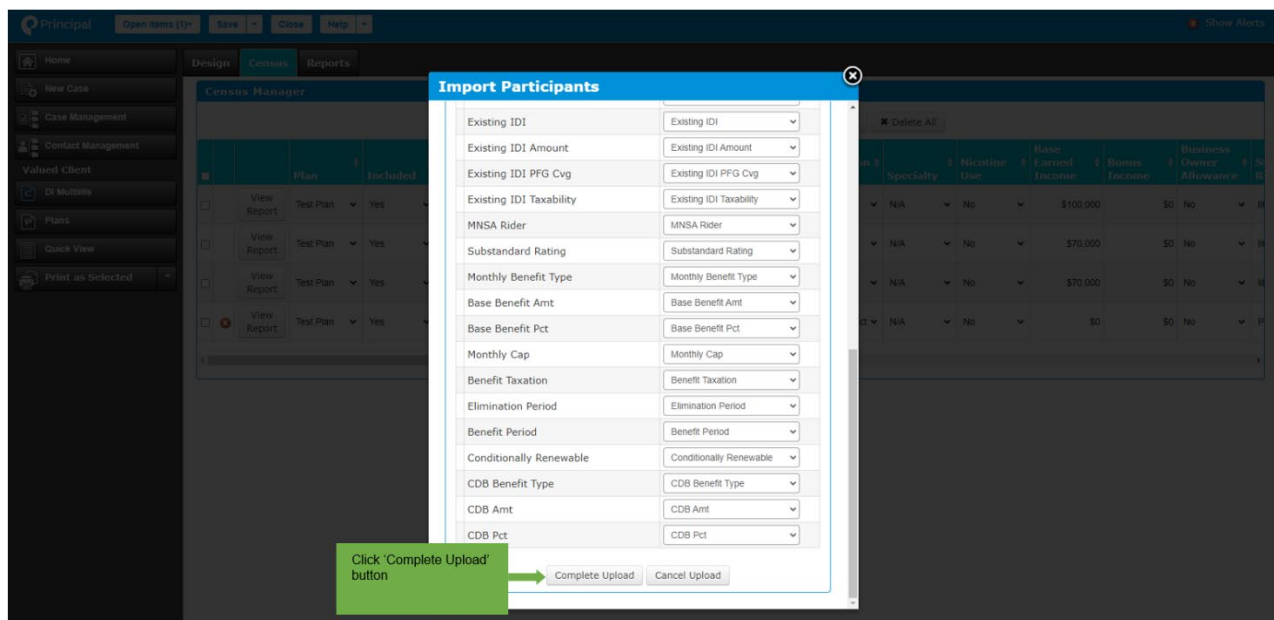 Principal
Open Items (1)
Save
Close
Help
Show Alerts
Home
New Case
Case Management
Contact Management
Valued Client
DI Multilife
Plans
Quick View
Print as Selected
Design Census Reports
Census Manager
Delete All
Plan
Included
Specialty
Nicotine Use
Base Earned Income
Bonus Income
Business Owner Allowance
View Report Test Plan Yes N/A No $100,000 $0 No
View Report Test Plan Yes N/A No $70,000 $0 No
View Report Test Plan Yes N/A No $70,000 $0 No
View Report Test Plan Yes N/A No $0 $0 No
Import Participants
Existing IDI Existing IDI
Existing IDI Amount Existing IDI Amount
Existing IDI PFG Cvg Existing IDI PFG Cvg
Existing IDI Taxability Existing IDI Taxability
MNSA Rider MNSA Rider
Substandard Rating Substandard Rating
Monthly Benefit Type Monthly Benefit Type
Base Benefit Amt Base Benefit Amt
Base Benefit Pct Base Benefit Pct
Monthly Cap Monthly Cap
Benefit Taxation Benefit Taxation
Elimination Period Elimination Period
Benefit Period Benefit Period
Conditionally Renewable Conditionally Renewable
CDB Benefit Type CDB Benefit Type
CDB Amt CDB Amt
CDB Pct CDB Pct
Click ‘Complete Upload’
button
Complete Upload Cancel Upload